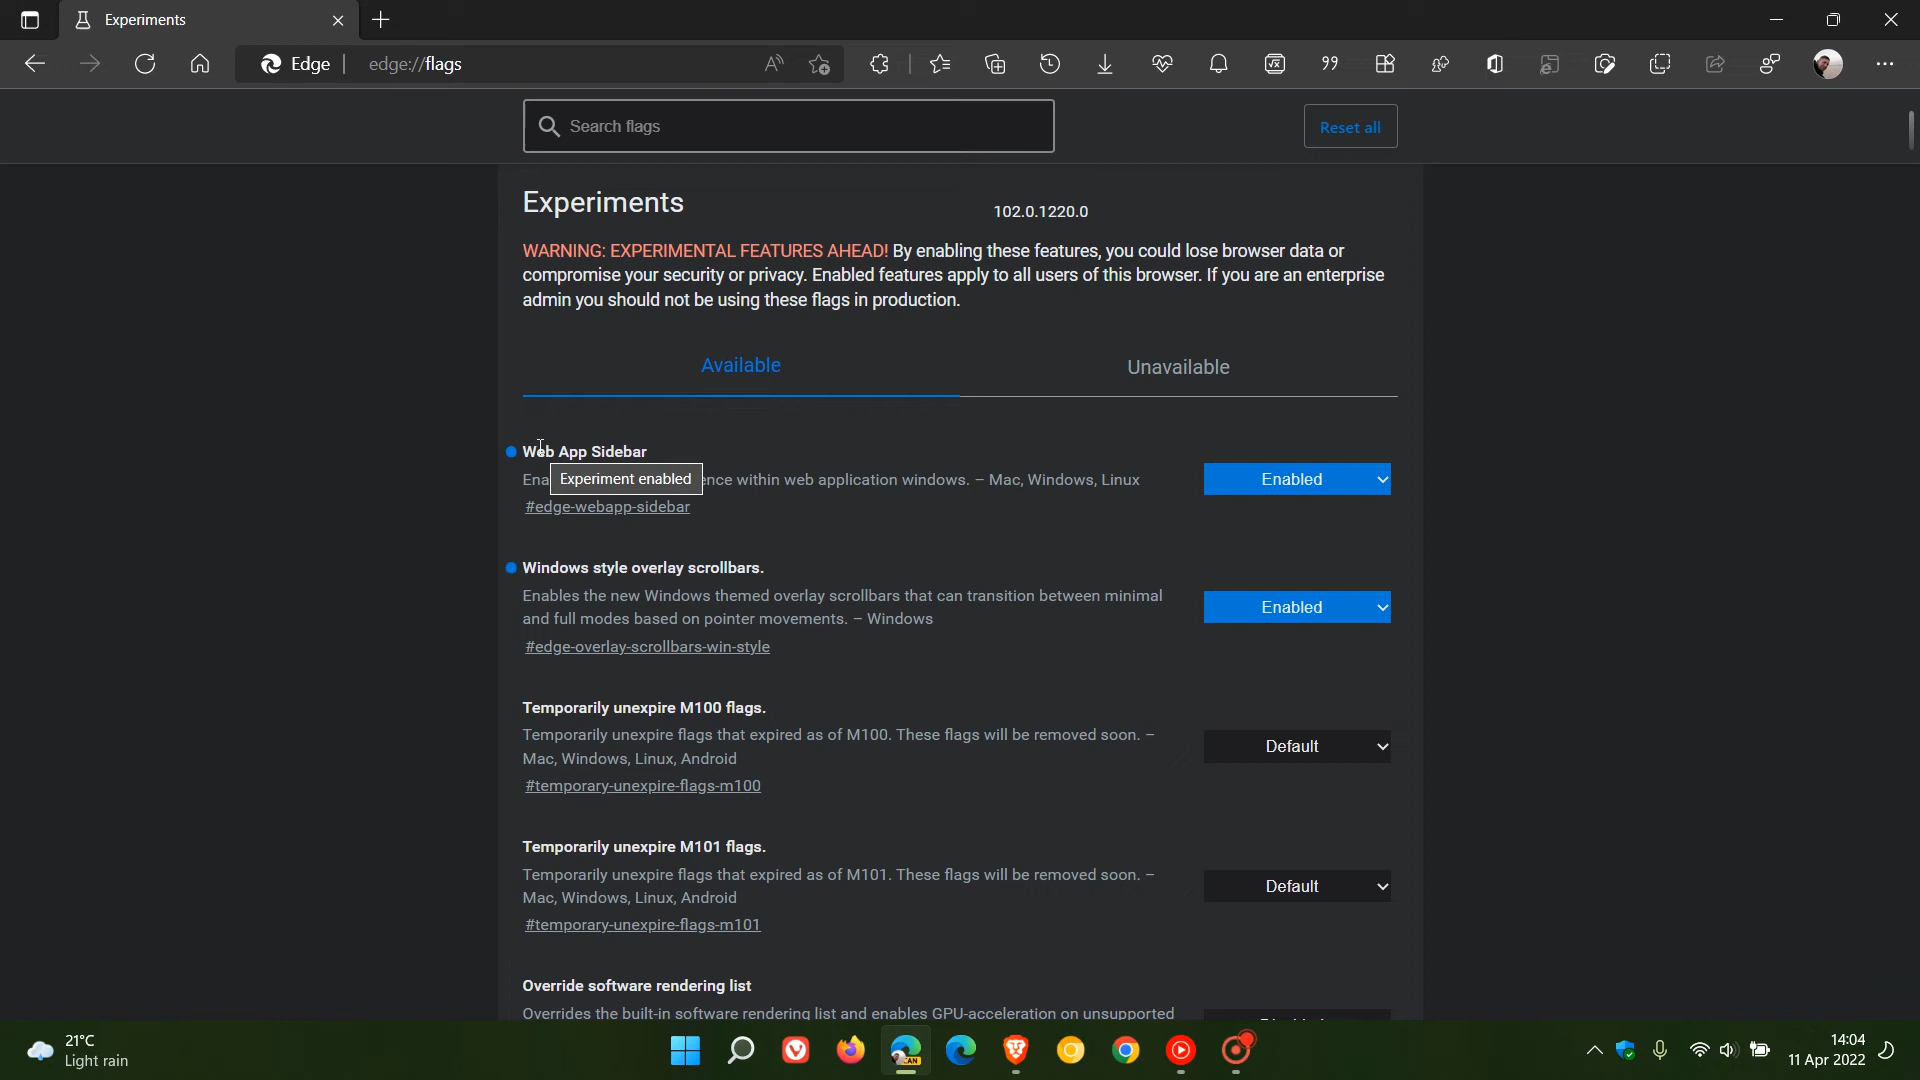 Experiments
Edge
edge://flags
Search flags
Reset all
Experiments
102.0.1220.0
WARNING: EXPERIMENTAL FEATURES AHEAD! By enabling these features, you could lose browser data or
compromise your security or privacy. Enabled features apply to all users of this browser. If you are an enterprise
admin you should not be using these flags in production.
Available
Unavailable
Web App Sidebar
Ena
Experiment enabled
ence within web application windows. – Mac, Windows, Linux
Enabled
#edge-webapp-sidebar
Windows style overlay scrollbars.
Enables the new Windows themed overlay scrollbars that can transition between minimal
and full modes based on pointer movements. – Windows
Enabled
#edge-overlay-scrollbars-win-style
Temporarily unexpire M100 flags.
Temporarily unexpire flags that expired as of M100. These flags will be removed soon. –
Mac, Windows, Linux, Android
Default
#temporary-unexpire-flags-m100
Temporarily unexpire M101 flags.
Temporarily unexpire flags that expired as of M101. These flags will be removed soon. –
Mac, Windows, Linux, Android
Default
#temporary-unexpire-flags-m101
Override software rendering list
Overrides the built-in software rendering list and enables GPU-acceleration on unsupported
21°C
Light rain
CAN
14:04
11 Apr 2022